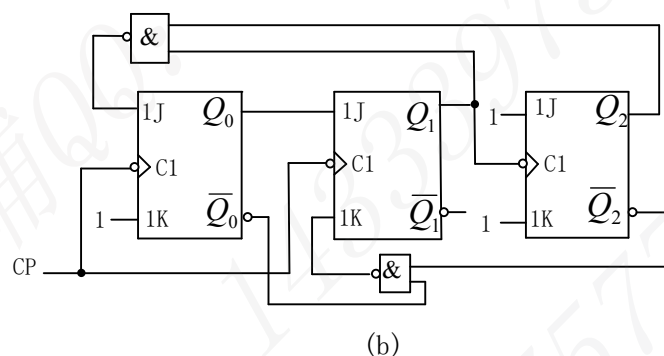 &
1J Q₀ 1J Q₁ 1 1J Q₂
C1 C1 C1
1 1K Q̅₀ 1K Q̅₁ 1 1K Q̅₂
CP &
(b)